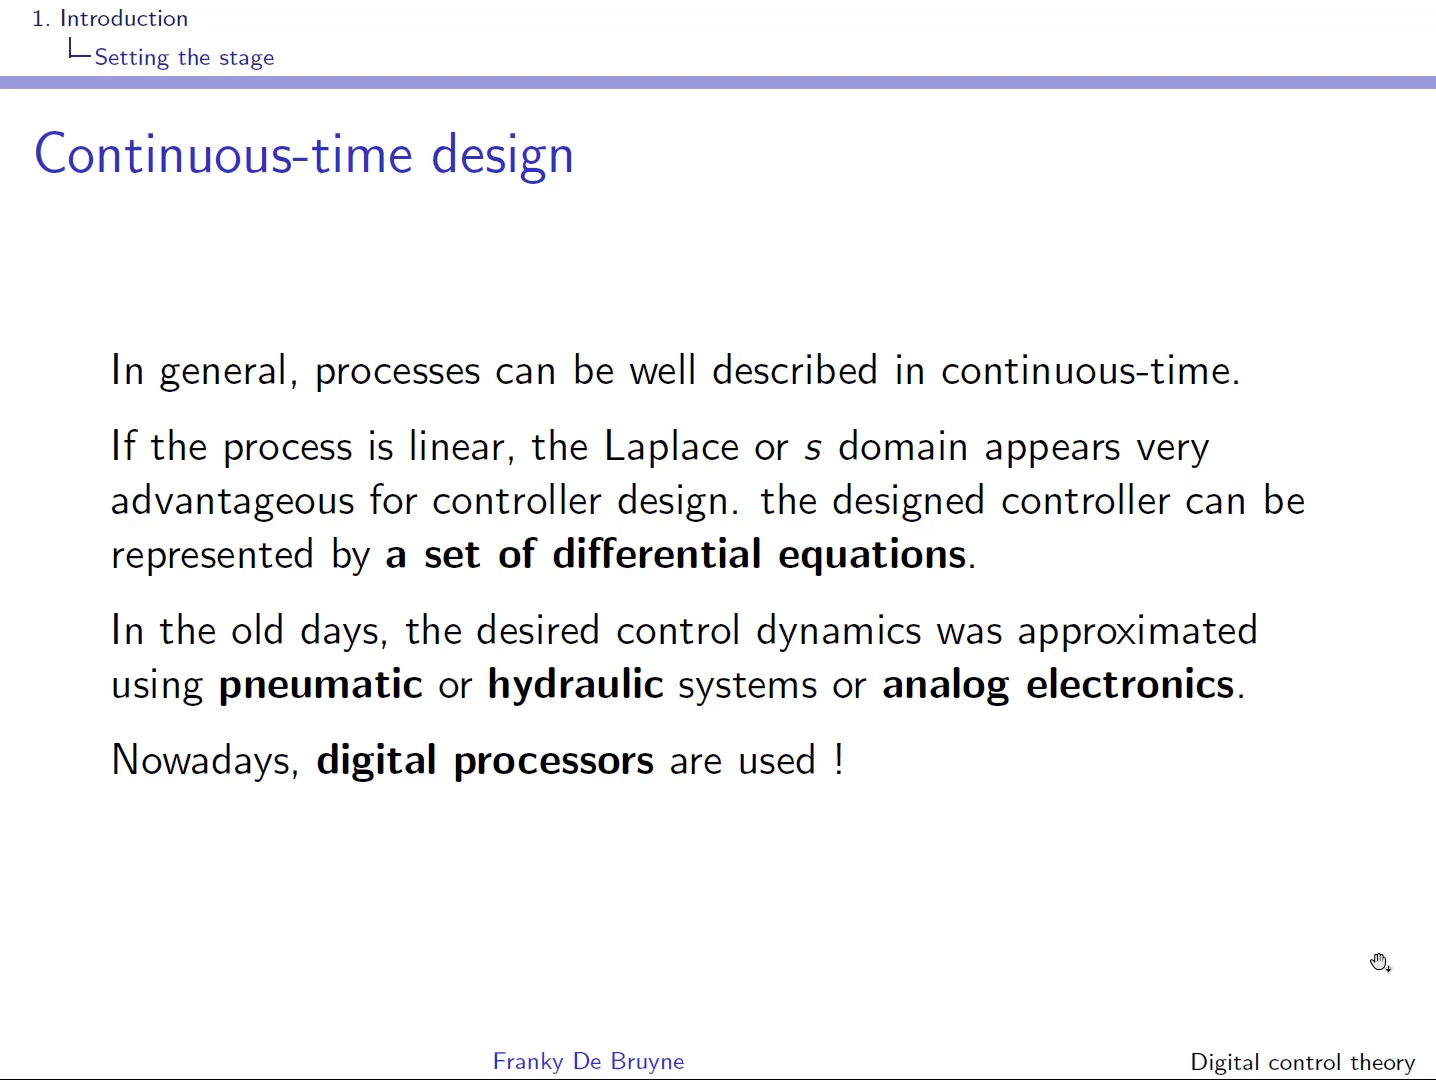 1. Introduction
Setting the stage
Continuous-time design
In general, processes can be well described in continuous-time.
If the process is linear, the Laplace or s domain appears very
advantageous for controller design. the designed controller can be
represented by a set of differential equations.
In the old days, the desired control dynamics was approximated
using pneumatic or hydraulic systems or analog electronics.
Nowadays, digital processors are used !
Franky De Bruyne
Digital control theory